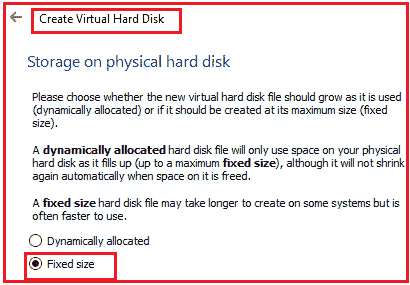 Create Virtual Hard Disk
Storage on physical hard disk
Please choose whether the new virtual hard disk file should grow as it is used
(dynamically allocated) or if it should be created at its maximum size (fixed
size).
A dynamically allocated hard disk file will only use space on your physical
hard disk as it fills up (up to a maximum fixed size), although it will not shrink
again automatically when space on it is freed.
A fixed size hard disk file may take longer to create on some systems but is
often faster to use.
Dynamically allocated
Fixed size